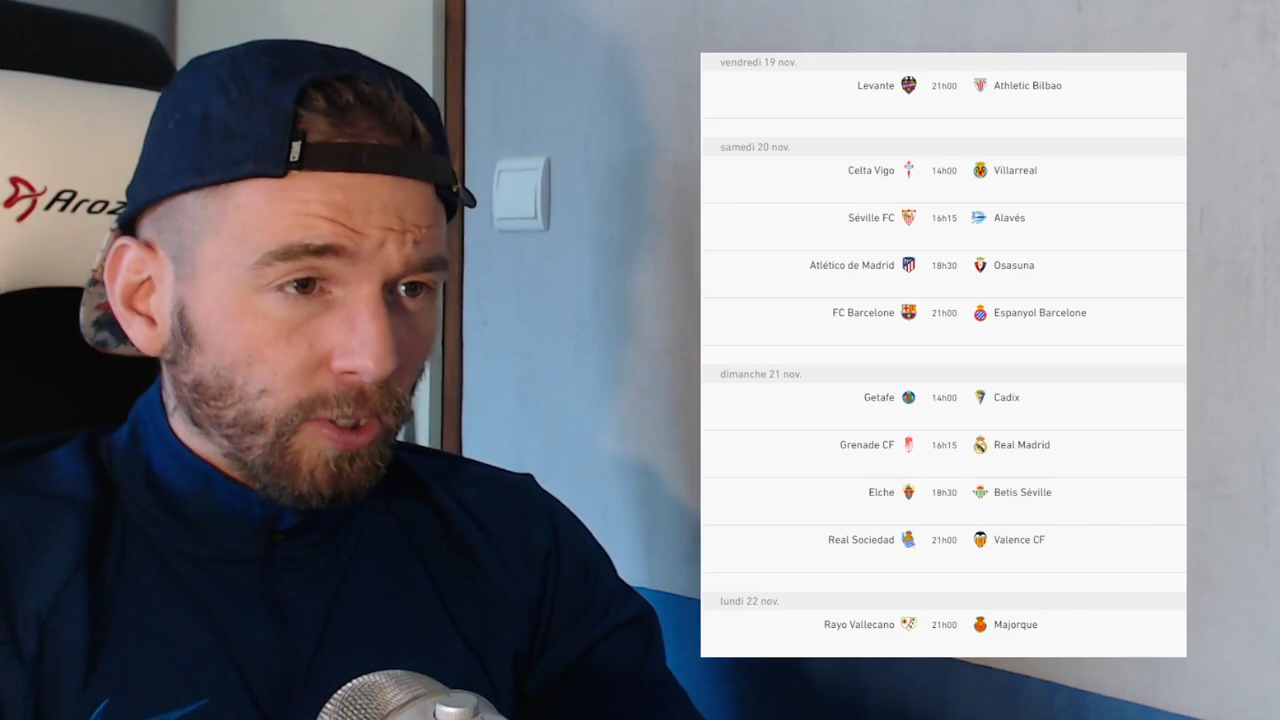 Aroz
vendredi 19 nov.
Levante 21h00 Athletic Bilbao
samedi 20 nov.
Celta Vigo 14h00 Villarreal
Séville FC 16h15 Alavés
Atlético de Madrid 18h30 Osasuna
FC Barcelone 21h00 Espanyol Barcelone
dimanche 21 nov.
Getafe 14h00 Cadix
Grenade CF 16h15 Real Madrid
Elche 18h30 Betis Séville
Real Sociedad 21h00 Valence CF
lundi 22 nov.
Rayo Vallecano 21h00 Majorque